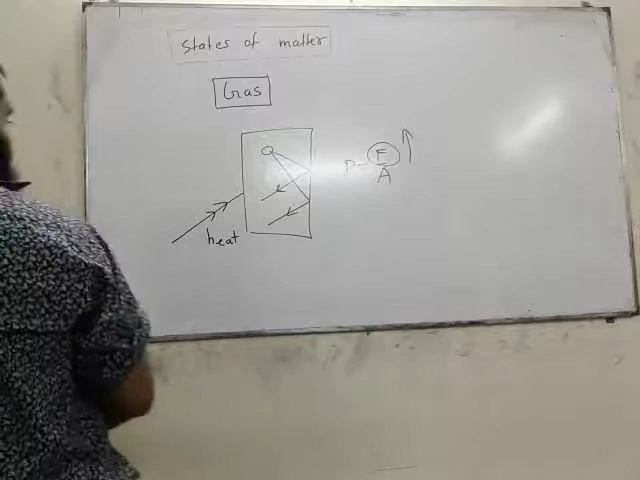 States of matter
Gas
P = F/A ↑
heat